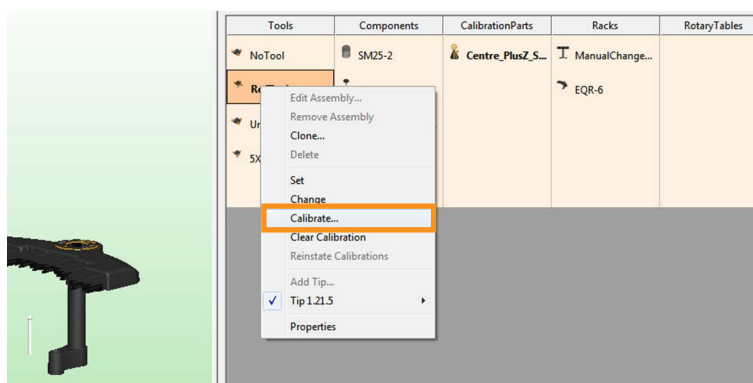 Tools Components CalibrationParts Racks RotaryTables
NoTool SM25-2 Centre_PlusZ_S... ManualChange...
EQR-6
Edit Assembly...
Remove Assembly
Clone...
5X
Delete
Set
Change
Calibrate...
Clear Calibration
Reinstate Calibrations
Add Tip...
Tip 1.21.5
Properties